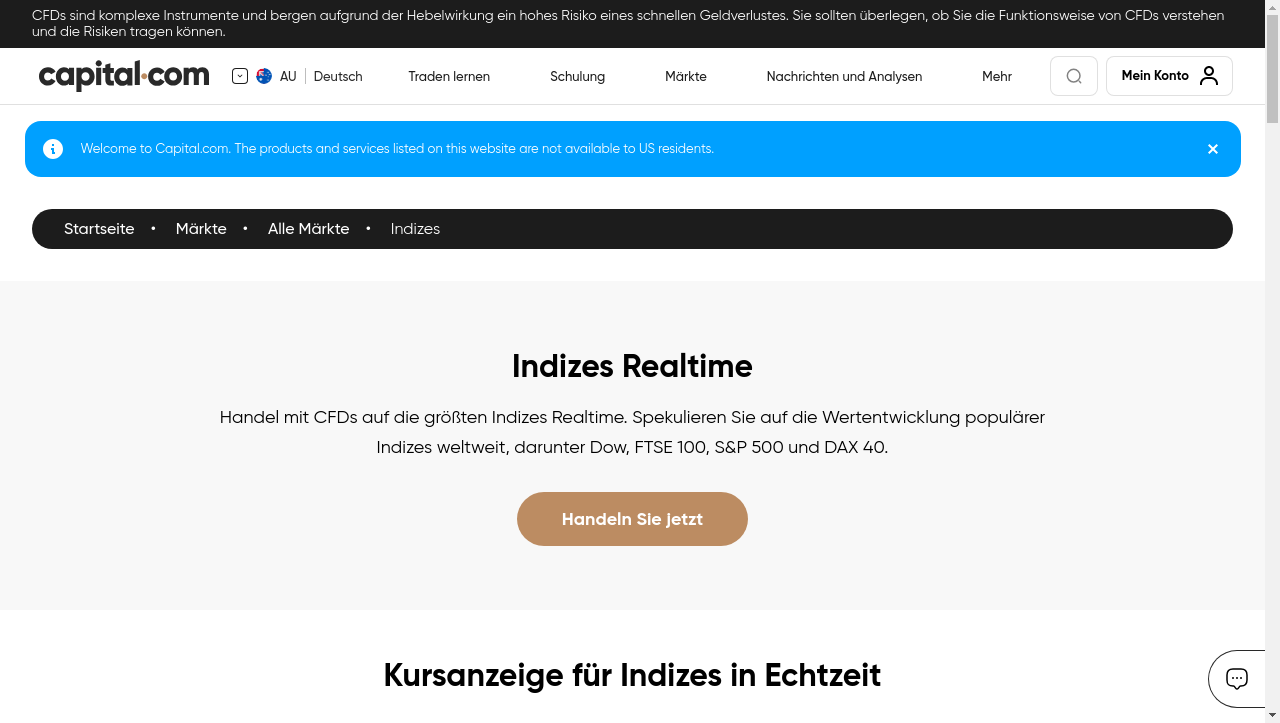 CFDs sind komplexe Instrumente und bergen aufgrund der Hebelwirkung ein hohes Risiko eines schnellen Geldverlustes. Sie sollten überlegen, ob Sie die Funktionsweise von CFDs verstehen
und die Risiken tragen können.
capital.com
AU
Deutsch
Traden lernen
Schulung
Märkte
Nachrichten und Analysen
Mehr
Mein Konto
Welcome to Capital.com. The products and services listed on this website are not available to US residents.
Startseite • Märkte • Alle Märkte • Indizes
Indizes Realtime
Handel mit CFDs auf die größten Indizes Realtime. Spekulieren Sie auf die Wertentwicklung populärer
Indizes weltweit, darunter Dow, FTSE 100, S&P 500 und DAX 40.
Handeln Sie jetzt
Kursanzeige für Indizes in Echtzeit